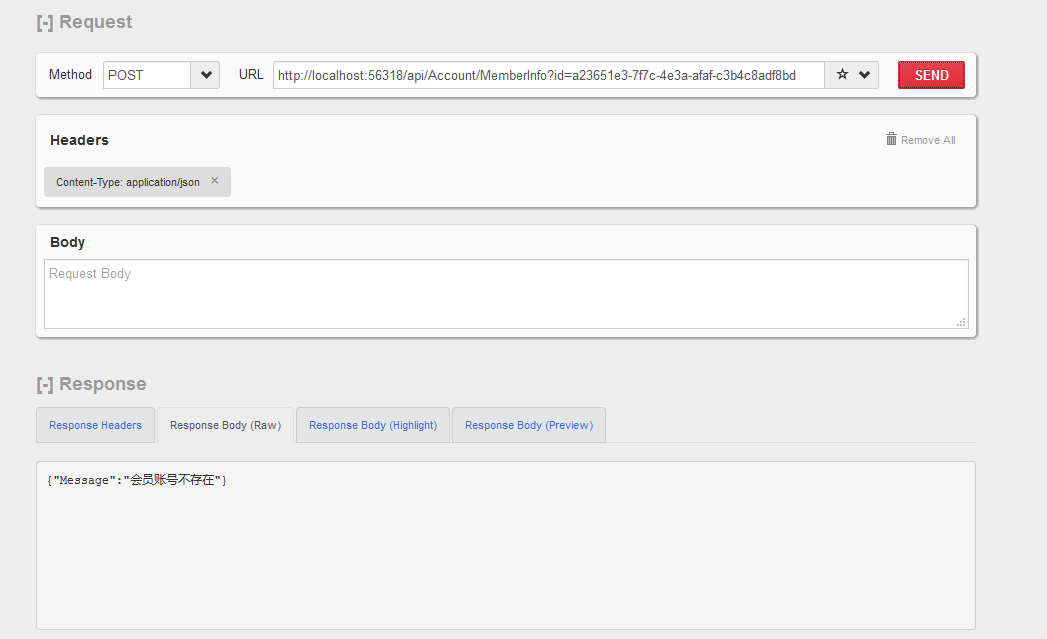 [-] Request
Method POST URL http://localhost:56318/api/Account/MemberInfo?id=a23651e3-7f7c-4e3a-afaf-c3b4c8adf8bd SEND
Headers Remove All
Content-Type: application/json ×
Body
Request Body
[-] Response
Response Headers Response Body (Raw) Response Body (Highlight) Response Body (Preview)
{"Message":"会员账号不存在"}